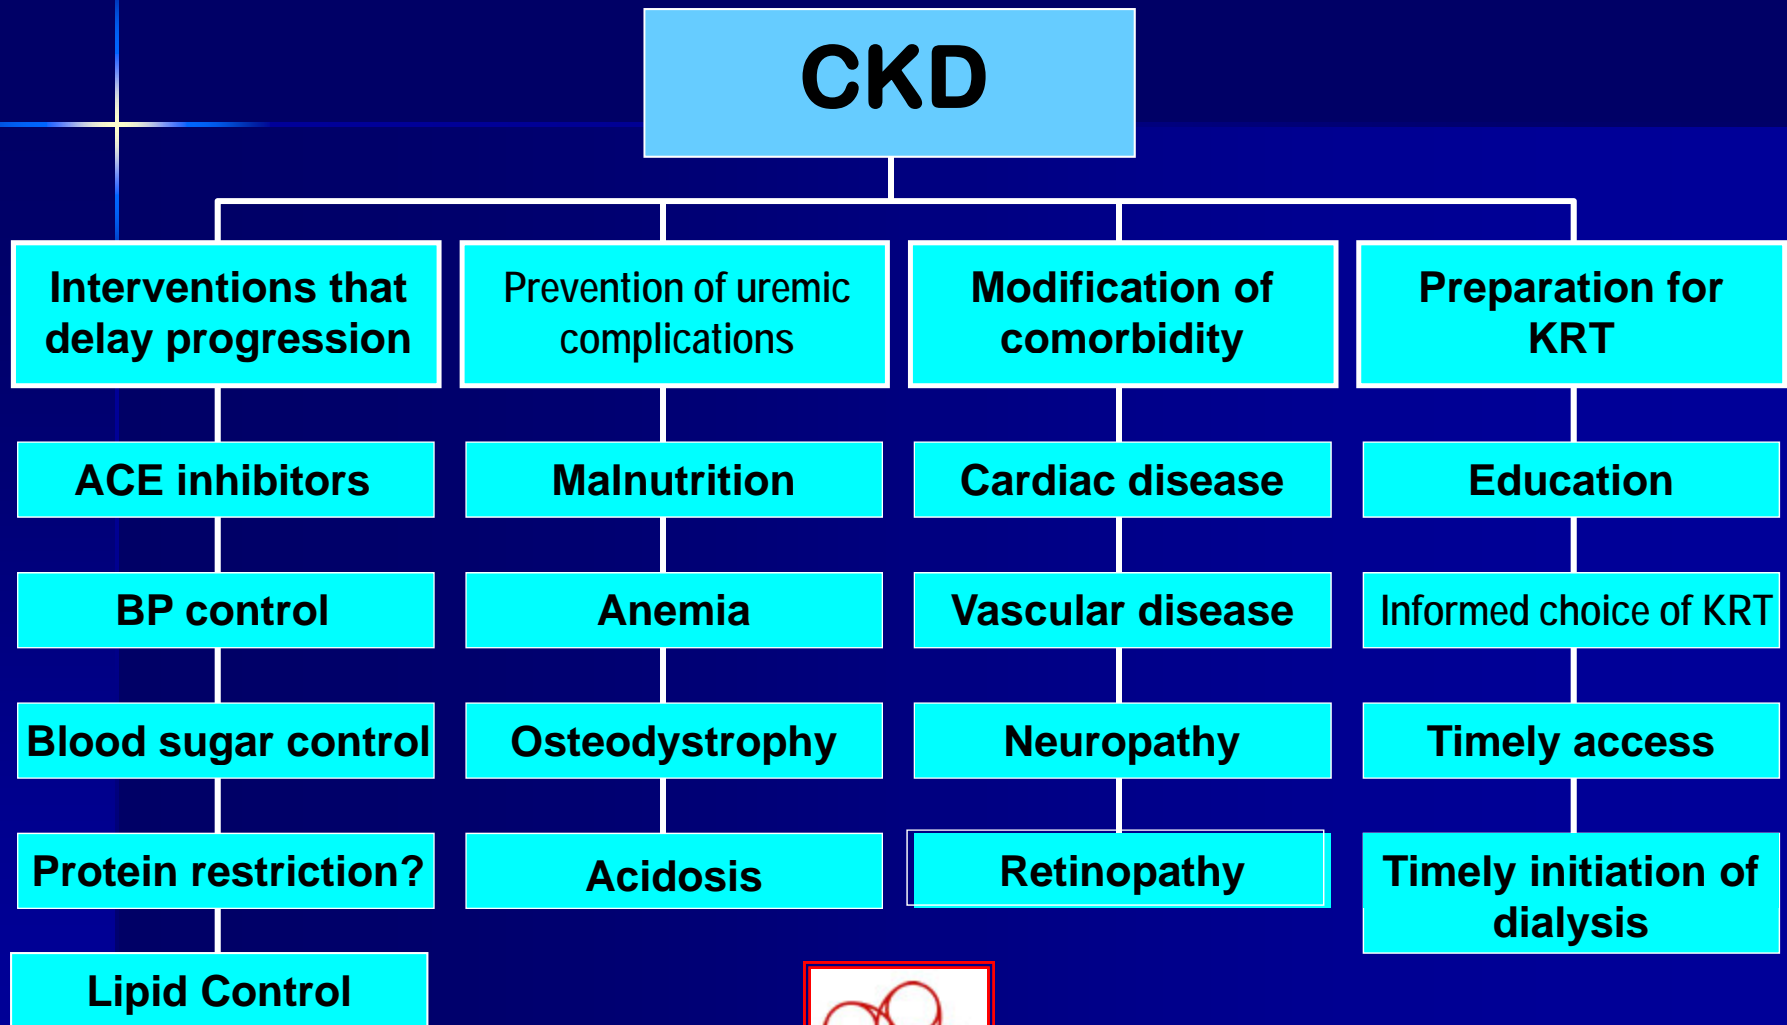 CKD
Interventions that
delay progression
ACE inhibitors
BP control
Blood sugar control
Protein restriction?
Lipid Control
Prevention of uremic
complications
Malnutrition
Anemia
Osteodystrophy
Acidosis
Modification of
comorbidity
Cardiac disease
Vascular disease
Neuropathy
Retinopathy
Preparation for
KRT
Education
Informed choice of KRT
Timely access
Timely initiation of
dialysis